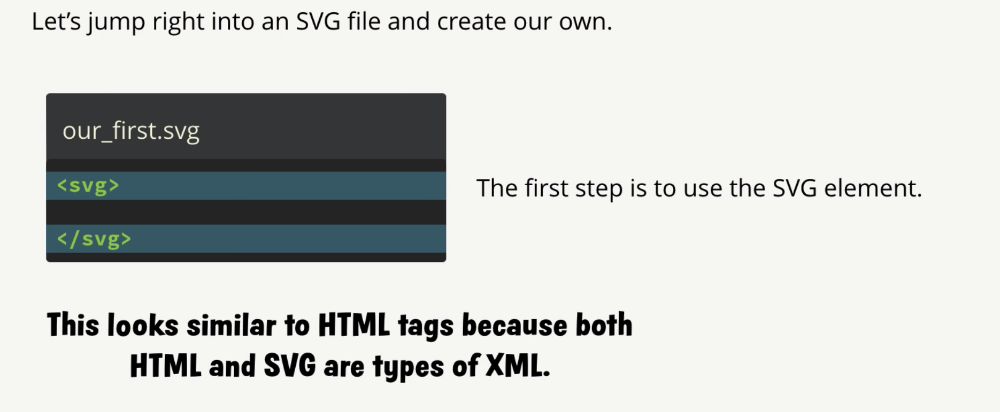 Let’s jump right into an SVG file and create our own.
our_first.svg
<svg>
The first step is to use the SVG element.
</svg>
This looks similar to HTML tags because both
HTML and SVG are types of XML.